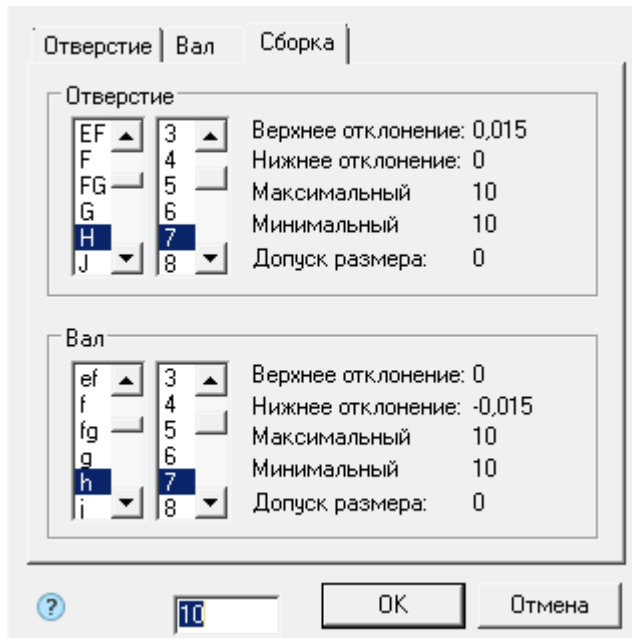 Отверстие Вал Сборка
Отверстие
EF
F
FG
G
H
J
3
4
5
6
7
8
Верхнее отклонение: 0,015
Нижнее отклонение: 0
Максимальный 10
Минимальный 10
Допуск размера: 0
Вал
ef
f
fg
g
h
i
3
4
5
6
7
8
Верхнее отклонение: 0
Нижнее отклонение: -0,015
Максимальный 10
Минимальный 10
Допуск размера: 0
? 10 OK Отмена